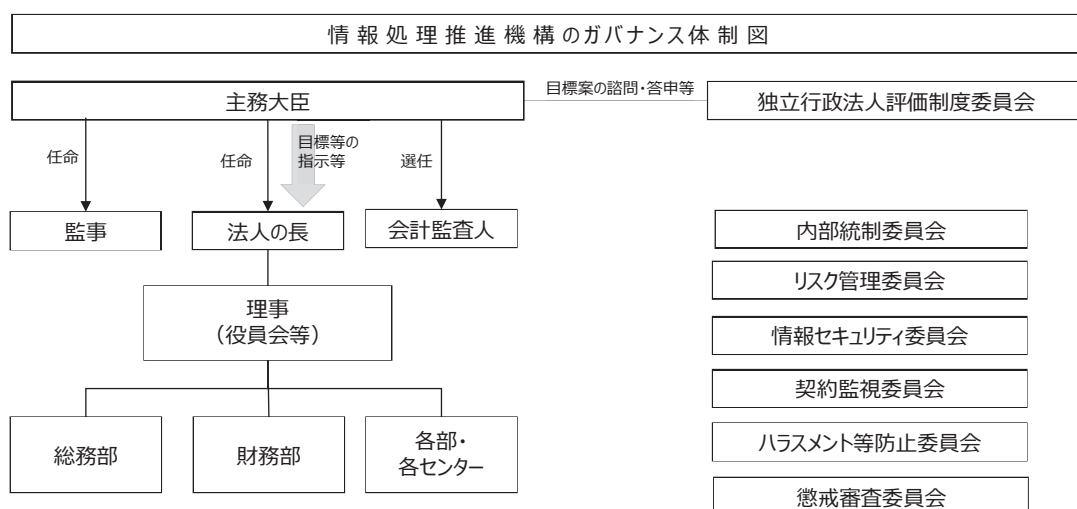 情報処理推進機構のガバナンス体制図
主務大臣
目標案の諮問・答申等
独立行政法人評価制度委員会
任命
任命
目標等の
指示等
選任
監事
法人の長
会計監査人
理事
（役員会等）
総務部
財務部
各部・
各センター
内部統制委員会
リスク管理委員会
情報セキュリティ委員会
契約監視委員会
ハラスメント等防止委員会
懲戒審査委員会